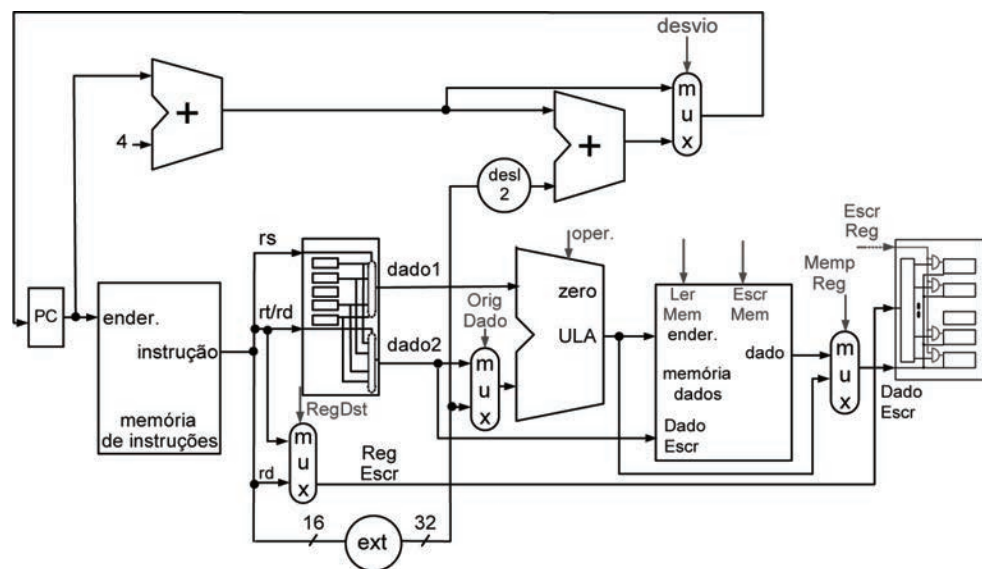 desvio
m
u
x
+
+
4
desl
2
Escr
Reg
rs
oper.
dado1
Ler
Mem
Escr
Mem
Memp
Reg
zero
PC
ender.
rt/rd
Orig
Dado
ender.
instrução
ULA
dado
m
u
x
dado2
m
u
x
memória
dados
memória
de instruções
RegDst
Dado
Escr
Dado
Escr
m
u
x
Reg
Escr
rd
16
ext
32